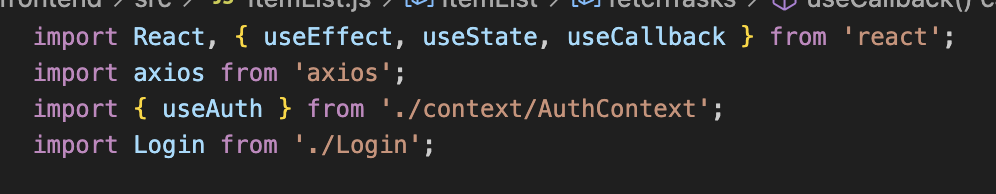 frontend > src > JS itemList.js > itemList > fetchTasks > useCallback()
import React, { useEffect, useState, useCallback } from 'react';
import axios from 'axios';
import { useAuth } from './context/AuthContext';
import Login from './Login';